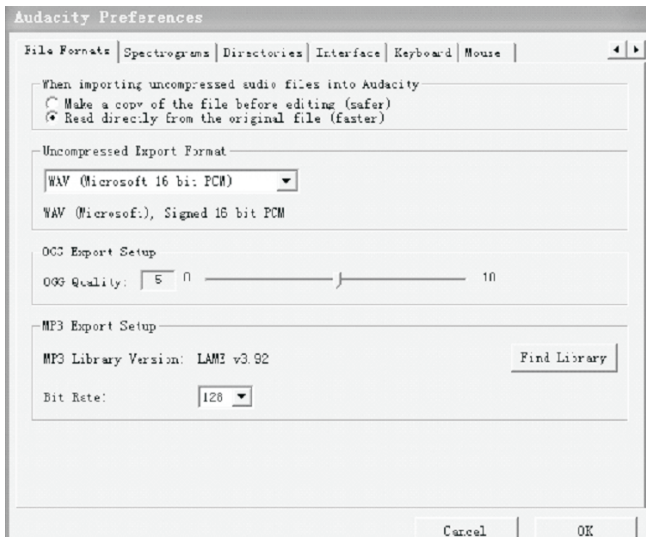 Audacity Preferences
File Formats Spectrograms Directories Interface Keyboard Mouse
When importing uncompressed audio files into Audacity
Make a copy of the file before editing (safer)
Read directly from the original file (faster)
Uncompressed Export Format
WAV (Microsoft 16 bit PCM)
WAV (Microsoft), Signed 16 bit PCM
OGG Export Setup
OGG Quality: 5 0 10
MP3 Export Setup
MP3 Library Version: LAME v3.92 Find Library
Bit Rate: 128
Cancel OK